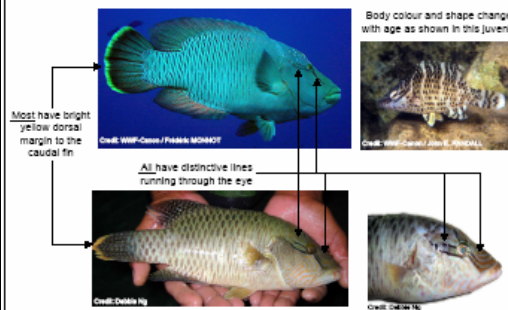 Body colour and shape change
with age as shown in this juven
Credit: WWF-Canon / Frédéric MONNOT
Credit: WWF-Canon / John E. RANDALL
Most have bright
yellow dorsal
margin to the
caudal fin
All have distinctive lines
running through the eye
Credit: Debbie Ng
Credit: Debbie Ng